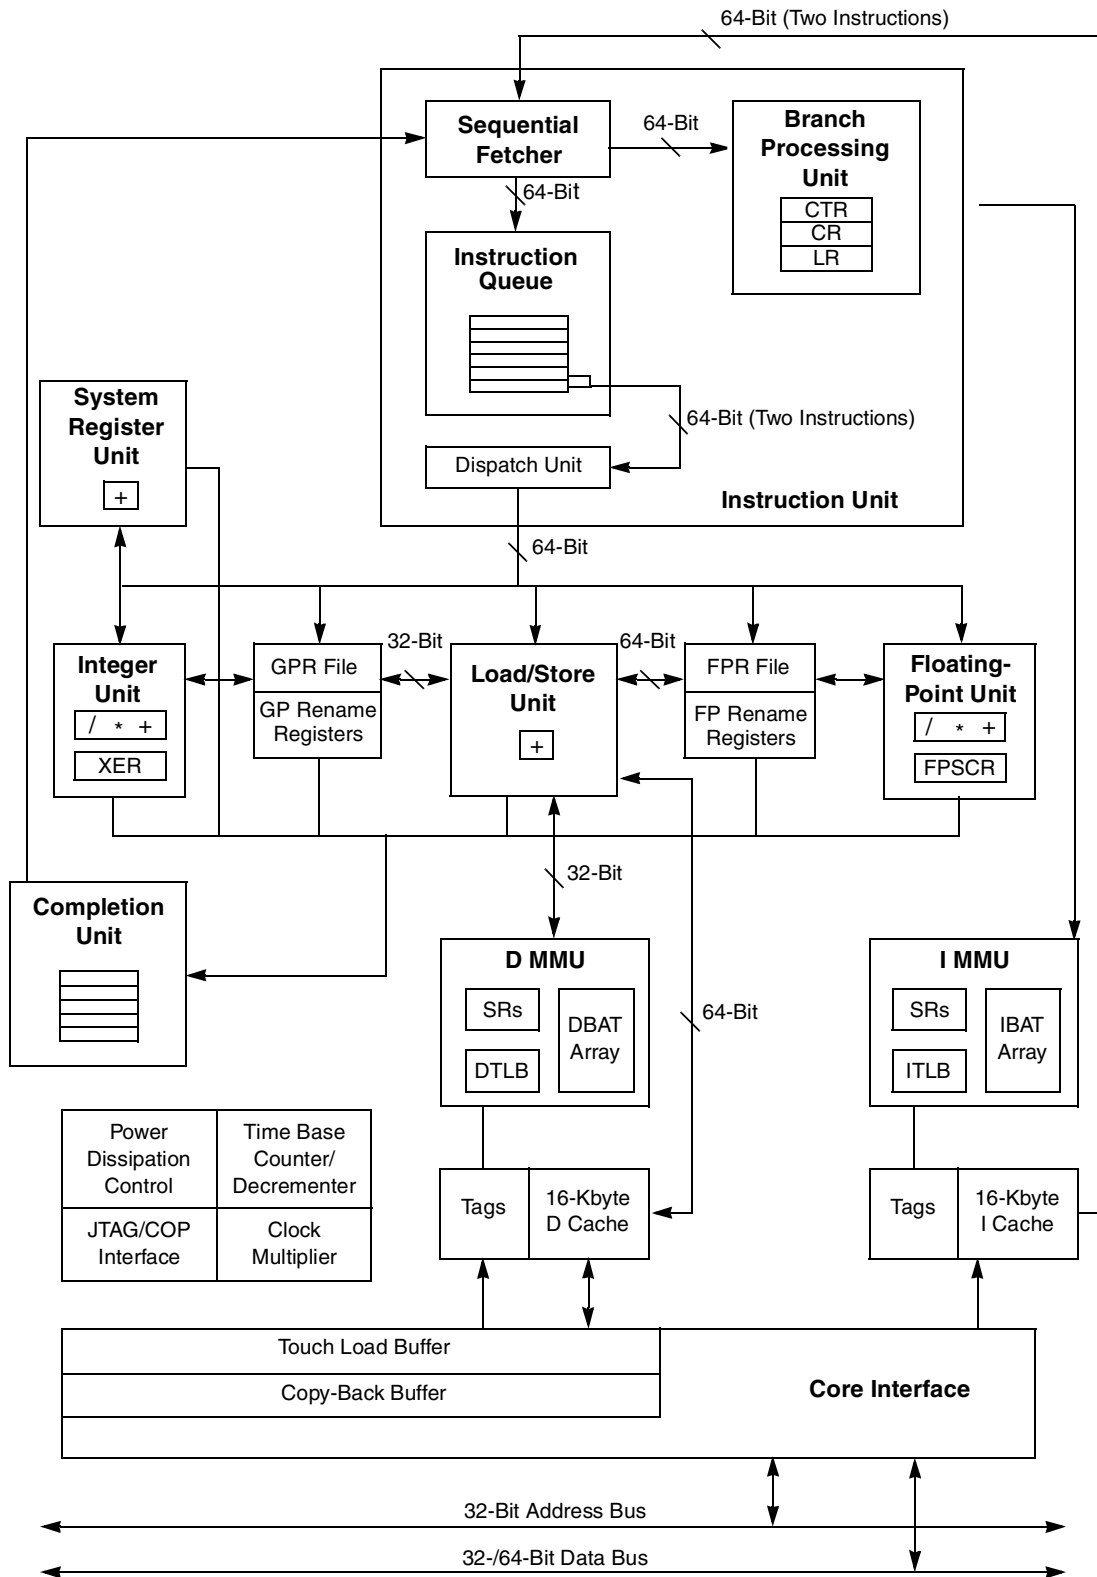 64-Bit (Two Instructions)
Sequential
Fetcher
64-Bit
Branch
Processing
Unit
CTR
CR
LR
64-Bit
Instruction
Queue
64-Bit (Two Instructions)
Dispatch Unit
Instruction Unit
System
Register
Unit
+
64-Bit
Integer
Unit
/ * +
XER
GPR File
GP Rename
Registers
32-Bit
Load/Store
Unit
+
64-Bit
FPR File
FP Rename
Registers
Floating-
Point Unit
/ * +
FPSCR
32-Bit
Completion
Unit
D MMU
SRs
DTLB
DBAT
Array
64-Bit
I MMU
SRs
ITLB
IBAT
Array
Power
Dissipation
Control
Time Base
Counter/
Decrementer
JTAG/COP
Interface
Clock
Multiplier
Tags
16-Kbyte
D Cache
Tags
16-Kbyte
I Cache
Touch Load Buffer
Copy-Back Buffer
Core Interface
32-Bit Address Bus
32-/64-Bit Data Bus